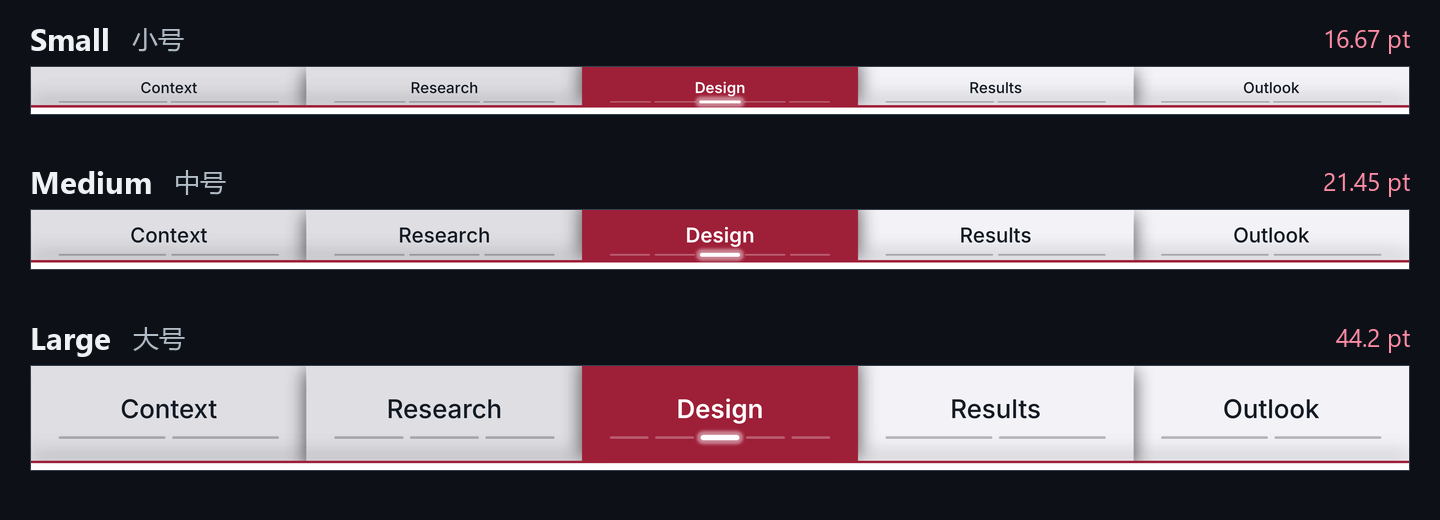 Small 小号 16.67 pt
Context Research Design Results Outlook
Medium 中号 21.45 pt
Context Research Design Results Outlook
Large 大号 44.2 pt
Context Research Design Results Outlook